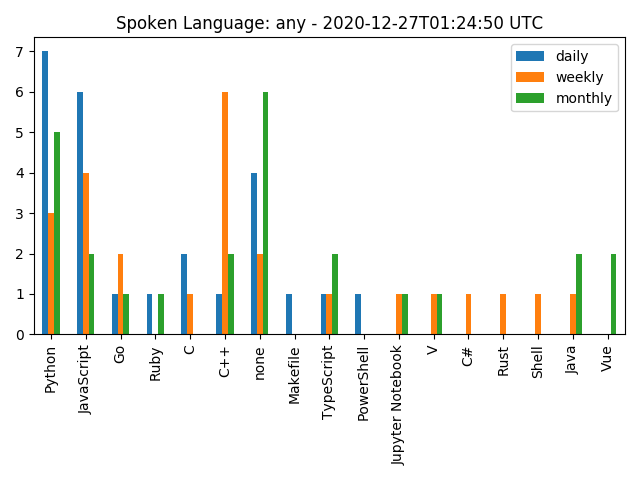 Spoken Language: any - 2020-12-27T01:24:50 UTC
daily
weekly
monthly
7
6
5
4
3
2
1
0
Python
JavaScript
Go
Ruby
C
C++
none
Makefile
TypeScript
PowerShell
Jupyter Notebook
V
C#
Rust
Shell
Java
Vue